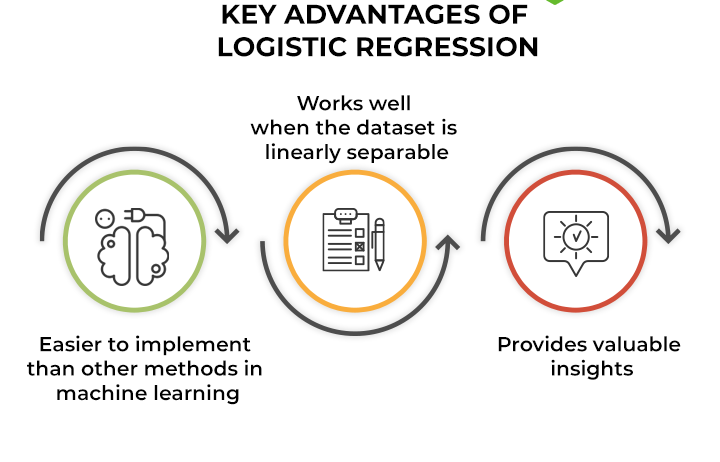 KEY ADVANTAGES OF
LOGISTIC REGRESSION
Works well
when the dataset is
linearly separable
Easier to implement
than other methods in
machine learning
Provides valuable
insights